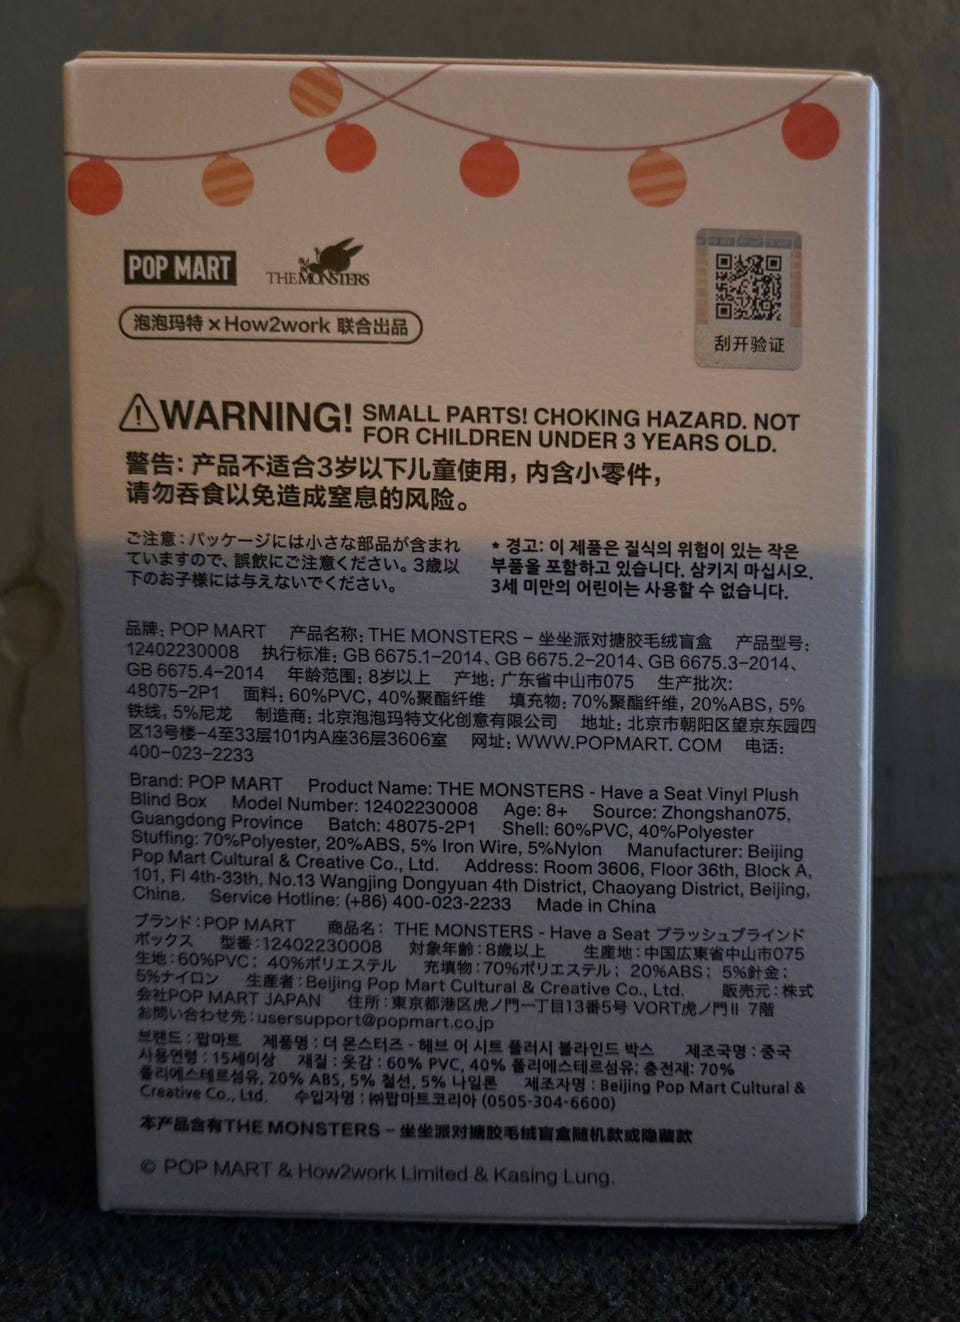 POP MART
THE MONSTERS
泡泡玛特×How2work 联合出品
刮开验证
WARNING! SMALL PARTS! CHOKING HAZARD. NOT
FOR CHILDREN UNDER 3 YEARS OLD.
警告: 产品不适合3岁以下儿童使用, 内含小零件,
请勿吞食以免造成窒息的风险。
ご注意:パッケージには小さな部品が含まれ
ていますので、誤飲にご注意ください。3歳以
下のお子様には与えないでください。
* 경고: 이 제품은 질식의 위험이 있는 작은
부품을 포함하고 있습니다. 삼키지 마십시오.
3세 미만의 어린이는 사용할 수 없습니다.
品牌: POP MART 产品名称: THE MONSTERS – 坐坐派对搪胶毛绒盲盒 产品型号:
12402230008 执行标准: GB 6675.1–2014、GB 6675.2–2014、GB 6675.3–2014、
GB 6675.4–2014 年龄范围: 8岁以上 产地: 广东省中山市075 生产批次:
48075–2P1 面料: 60%PVC, 40%聚酯纤维 填充物: 70%聚酯纤维, 20%ABS, 5%
铁线, 5%尼龙 制造商: 北京泡泡玛特文化创意有限公司 地址: 北京市朝阳区望京东园四
区13号楼–4至33层101内A座36层3606室 网址: WWW.POPMART. COM 电话:
400–023–2233
Brand: POP MART Product Name: THE MONSTERS - Have a Seat Vinyl Plush
Blind Box Model Number: 12402230008 Age: 8+ Source: Zhongshan075,
Guangdong Province Batch: 48075-2P1 Shell: 60%PVC, 40%Polyester
Stuffing: 70%Polyester, 20%ABS, 5% Iron Wire, 5%Nylon Manufacturer: Beijing
Pop Mart Cultural & Creative Co., Ltd. Address: Room 3606, Floor 36th, Block A,
101, Fl 4th-33th, No.13 Wangjing Dongyuan 4th District, Chaoyang District, Beijing,
China. Service Hotline: (+86) 400-023-2233 Made in China
ブランド:POP MART 商品名: THE MONSTERS - Have a Seat プラッシュブラインド
ボックス 型番:12402230008 対象年齢:8歳以上 生産地:中国広東省中山市075
生地:60%PVC; 40%ポリエステル 充填物:70%ポリエステル; 20%ABS; 5%針金;
5%ナイロン 生産者:Beijing Pop Mart Cultural & Creative Co., Ltd. 販売元:株式
会社POP MART JAPAN 住所:東京都港区虎ノ門一丁目13番5号 VORT虎ノ門Ⅱ 7階
お問い合わせ先:usersupport@popmart.co.jp
브랜드 : 팝마트 제품명 : 더 몬스터즈 - 헤브 어 시트 플러시 블라인드 박스 제조국명 : 중국
사용연령 : 15세이상 재질 : 옷감 : 60% PVC, 40% 폴리에스테르섬유; 충전재: 70%
폴리에스테르섬유, 20% ABS, 5% 철선, 5% 나일론 제조자명 : Beijing Pop Mart Cultural &
Creative Co., Ltd. 수입자명 : ㈜팝마트코리아 (0505-304-6600)
本产品含有THE MONSTERS – 坐坐派对搪胶毛绒盲盒随机款或隐藏款
© POP MART & How2work Limited & Kasing Lung.